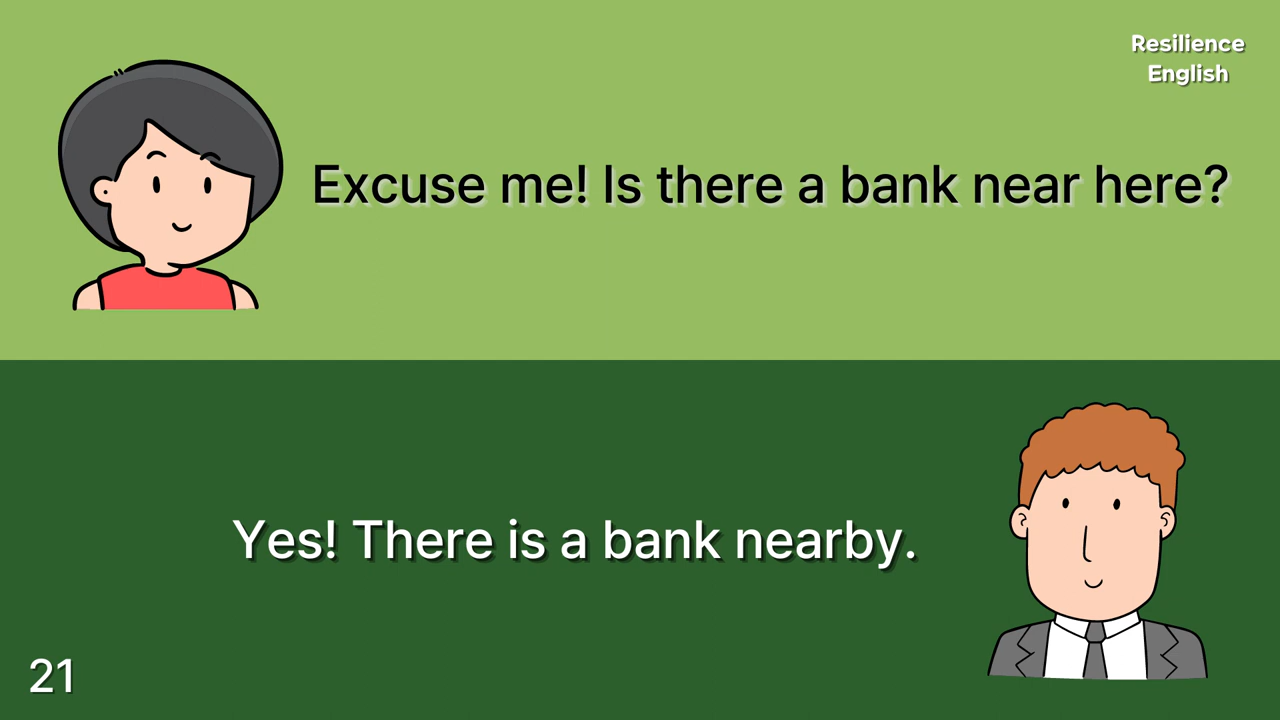 Resilience
English
Excuse me! Is there a bank near here?
Yes! There is a bank nearby.
21